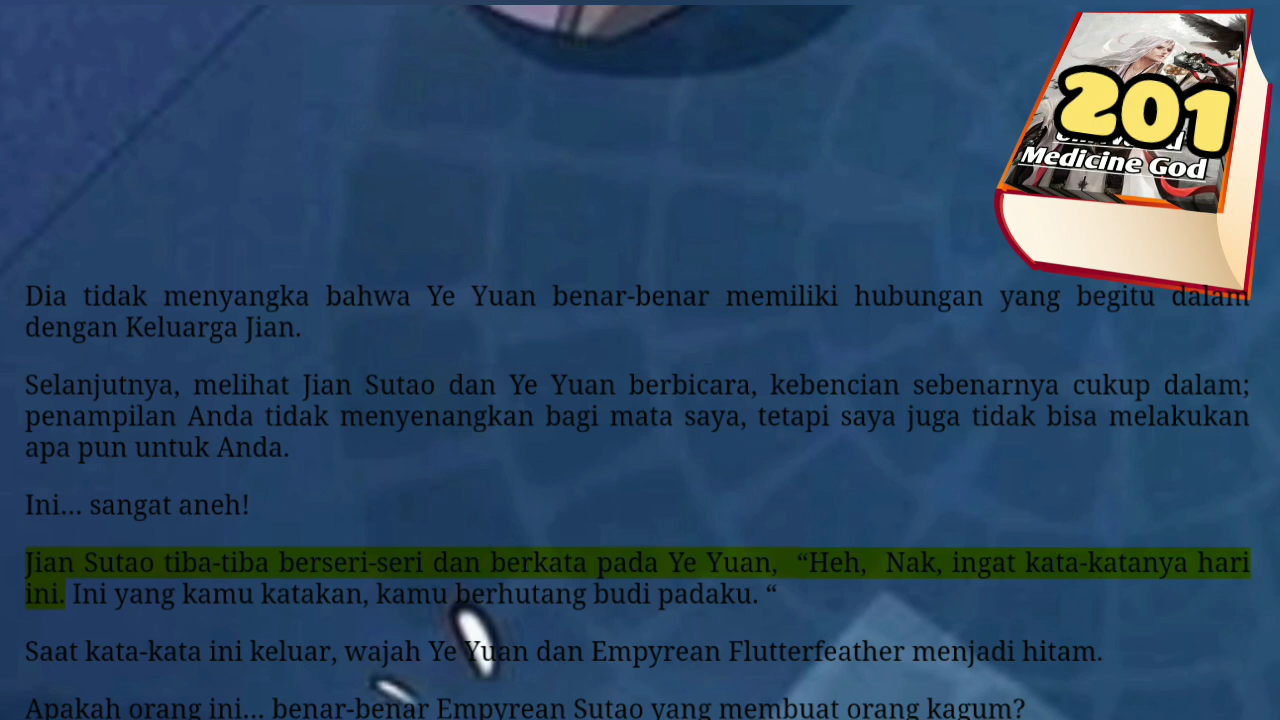 201
Medicine God
Dia tidak menyangka bahwa Ye Yuan benar-benar memiliki hubungan yang begitu dalam
dengan Keluarga Jian.
Selanjutnya, melihat Jian Sutao dan Ye Yuan berbicara, kebencian sebenarnya cukup dalam;
penampilan Anda tidak menyenangkan bagi mata saya, tetapi saya juga tidak bisa melakukan
apa pun untuk Anda.
Ini... sangat aneh!
Jian Sutao tiba-tiba berseri-seri dan berkata pada Ye Yuan, “Heh, Nak, ingat kata-katanya hari
ini. Ini yang kamu katakan, kamu berhutang budi padaku. “
Saat kata-kata ini keluar, wajah Ye Yuan dan Empyrean Flutterfeather menjadi hitam.
Apakah orang ini... benar-benar Empyrean Sutao yang membuat orang kagum?